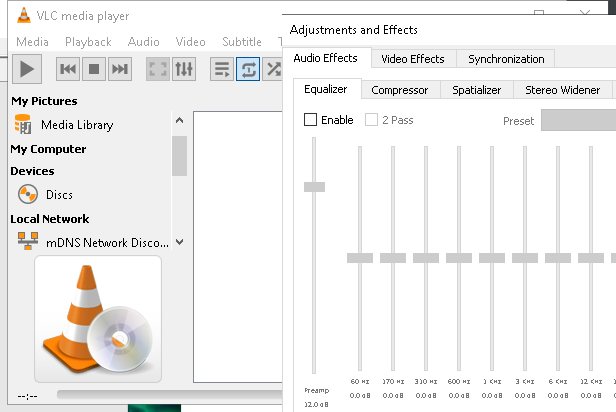 VLC media player
Media Playback Audio Video Subtitle T
My Pictures
Media Library
My Computer
Devices
Discs
Local Network
mDNS Network Disco...
--:--
Adjustments and Effects
Audio Effects Video Effects Synchronization
Equalizer Compressor Spatializer Stereo Widener
Enable 2 Pass Preset
60 Hz 170 Hz 310 Hz 600 Hz 1 KHz 3 KHz 6 KHz 12 KHz
Preamp 0.0 dB 0.0 dB 0.0 dB 0.0 dB 0.0 dB 0.0 dB 0.0 dB 0.0 dB
12.0 dB